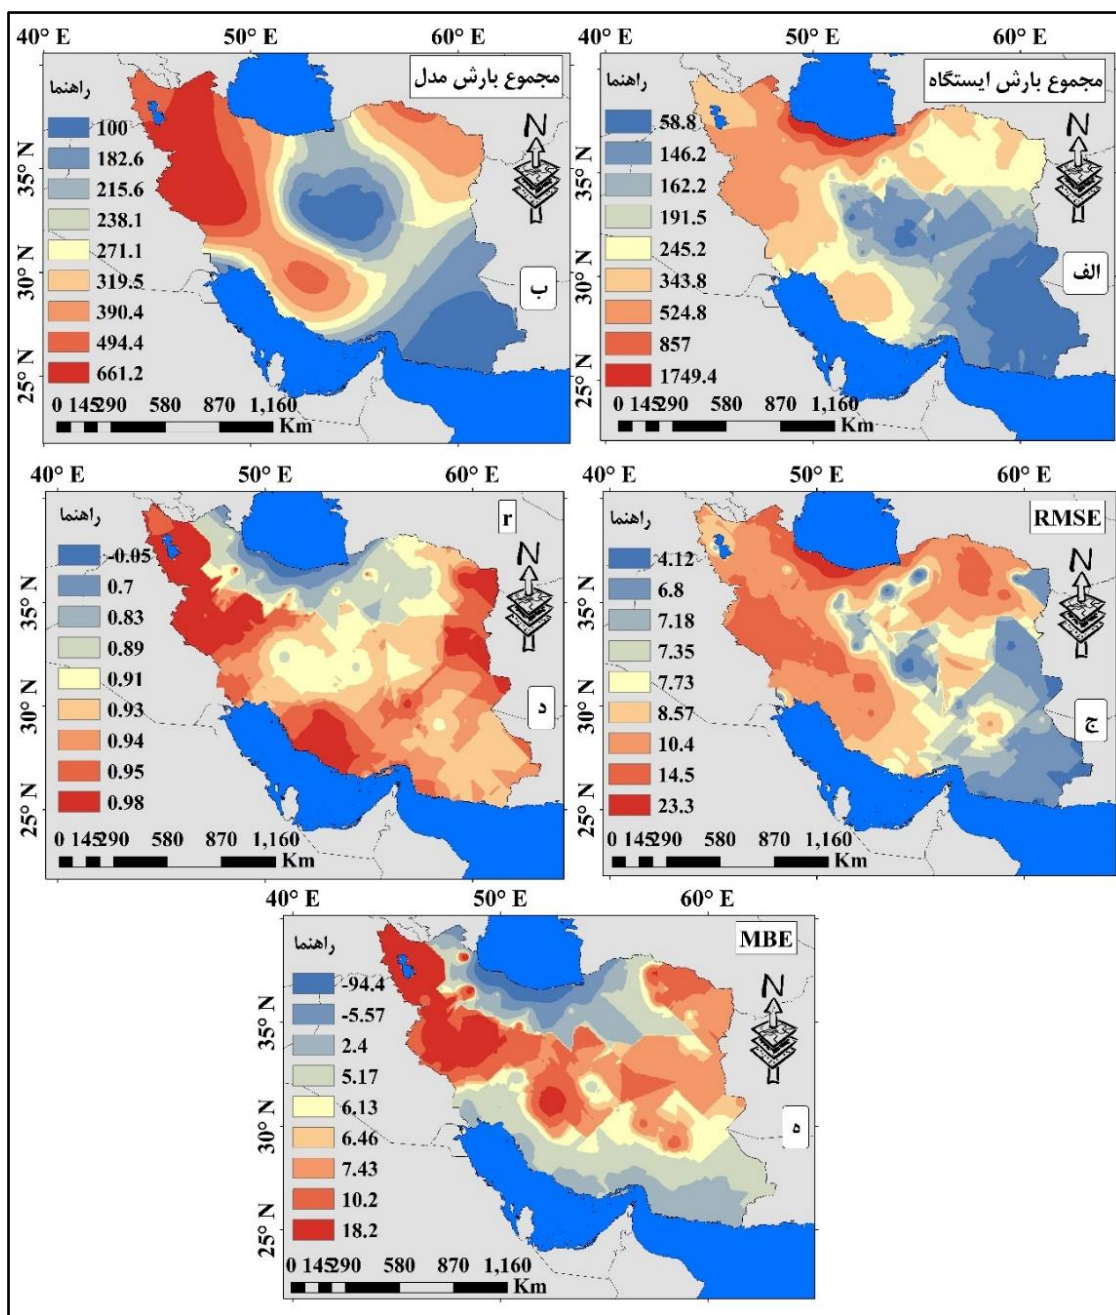 40° E 50° E 60° E
مجموع بارش ایستگاه
راهنما
58.8
146.2
162.2
191.5
245.2
343.8
524.8
857
1749.4
N
الف
35° N
30° N
25° N
0 145 290 580 870 1,160
Km
40° E 50° E 60° E
مجموع بارش مدل
راهنما
100
182.6
215.6
238.1
271.1
319.5
390.4
494.4
661.2
N
ب
35° N
30° N
25° N
0 145 290 580 870 1,160
Km
40° E 50° E 60° E
RMSE
راهنما
4.12
6.8
7.18
7.35
7.73
8.57
10.4
14.5
23.3
N
ج
35° N
30° N
25° N
0 145 290 580 870 1,160
Km
40° E 50° E 60° E
r
راهنما
-0.05
0.7
0.83
0.89
0.91
0.93
0.94
0.95
0.98
N
د
35° N
30° N
25° N
0 145 290 580 870 1,160
Km
40° E 50° E 60° E
MBE
راهنما
-94.4
-5.57
2.4
5.17
6.13
6.46
7.43
10.2
18.2
N
ه
35° N
30° N
25° N
0 145 290 580 870 1,160
Km